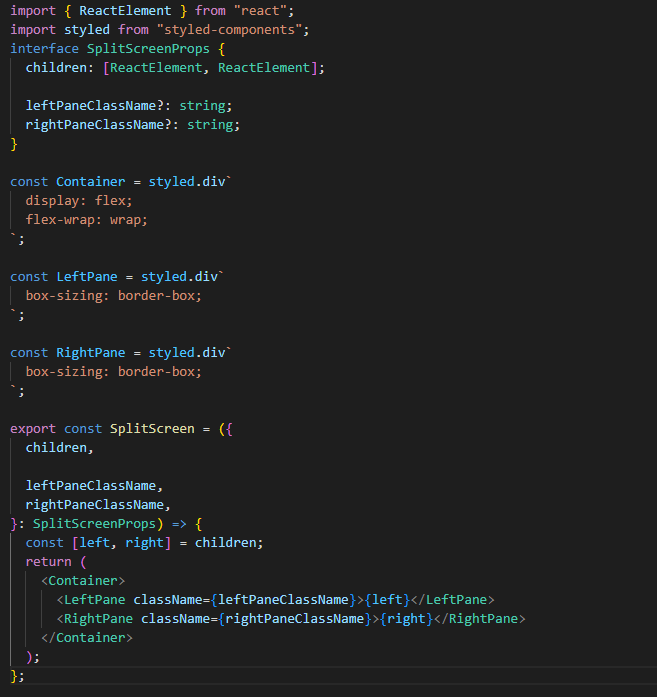 import { ReactElement } from "react";
import styled from "styled-components";
interface SplitScreenProps {
  children: [ReactElement, ReactElement];

  leftPaneClassName?: string;
  rightPaneClassName?: string;
}

const Container = styled.div`
  display: flex;
  flex-wrap: wrap;
`;

const LeftPane = styled.div`
  box-sizing: border-box;
`;

const RightPane = styled.div`
  box-sizing: border-box;
`;

export const SplitScreen = ({
  children,

  leftPaneClassName,
  rightPaneClassName,
}: SplitScreenProps) => {
  const [left, right] = children;
  return (
    <Container>
      <LeftPane className={leftPaneClassName}>{left}</LeftPane>
      <RightPane className={rightPaneClassName}>{right}</RightPane>
    </Container>
  );
};